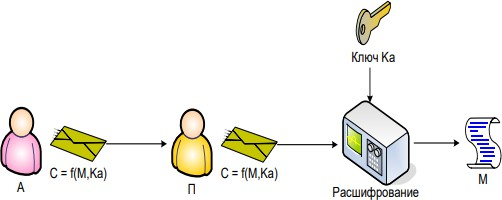 Ключ Ka
A
C = f(M,Ka)
П
C = f(M,Ka)
Расшифрование
M